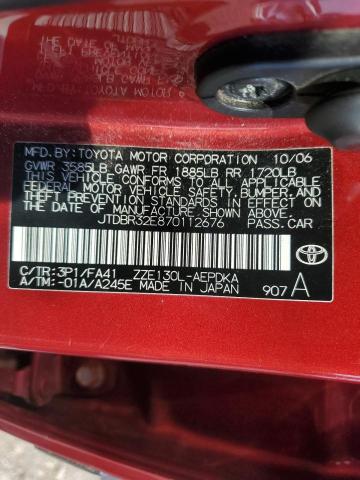 MFD.BY:TOYOTA MOTOR CORPORATION 10/06
GVWR 3585LB GAWR FR 1885LB RR 1720LB
THIS VEHICLE CONFORMS TO ALL APPLICABLE
FEDERAL MOTOR VEHICLE SAFETY, BUMPER, AND
THEFT PREVENTION STANDARDS IN EFFECT ON
THE DATE OF MANUFACTURE SHOWN ABOVE.
JTDBR32E870112676 PASS.CAR
C/TR:3P1/FA41 ZZE130L-AEPDKA
A/TM:-01A/A245E MADE IN JAPAN
907 A
TOYOTA